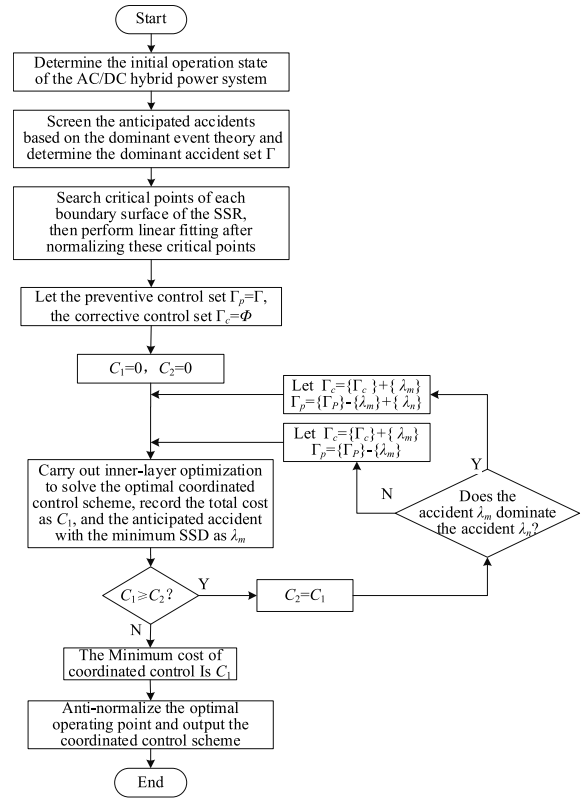 Start
Determine the initial operation state
of the AC/DC hybrid power system
Screen the anticipated accidents
based on the dominant event theory and
determine the dominant accident set Γ
Search critical points of each
boundary surface of the SSR,
then perform linear fitting after
normalizing these critical points
Let the preventive control set Γp=Γ,
the corrective control set Γc=Φ
C1=0,  C2=0
Let  Γc={Γc }+{ λm}
Γp={ΓP}-{λm}+{ λn}
Let  Γc={Γc}+{ λm}
Γp={ΓP}-{λm}
Carry out inner-layer optimization
to solve the optimal coordinated
control scheme, record the total cost
as C1, and the anticipated accident
with the minimum SSD as λm
Y
N
Does the
accident λm dominate
the accident λn?
C1⩾C2?
Y
C2=C1
N
The Minimum cost of
coordinated control Is C1
Anti-normalize the optimal
operating point and output the
coordinated control scheme
End